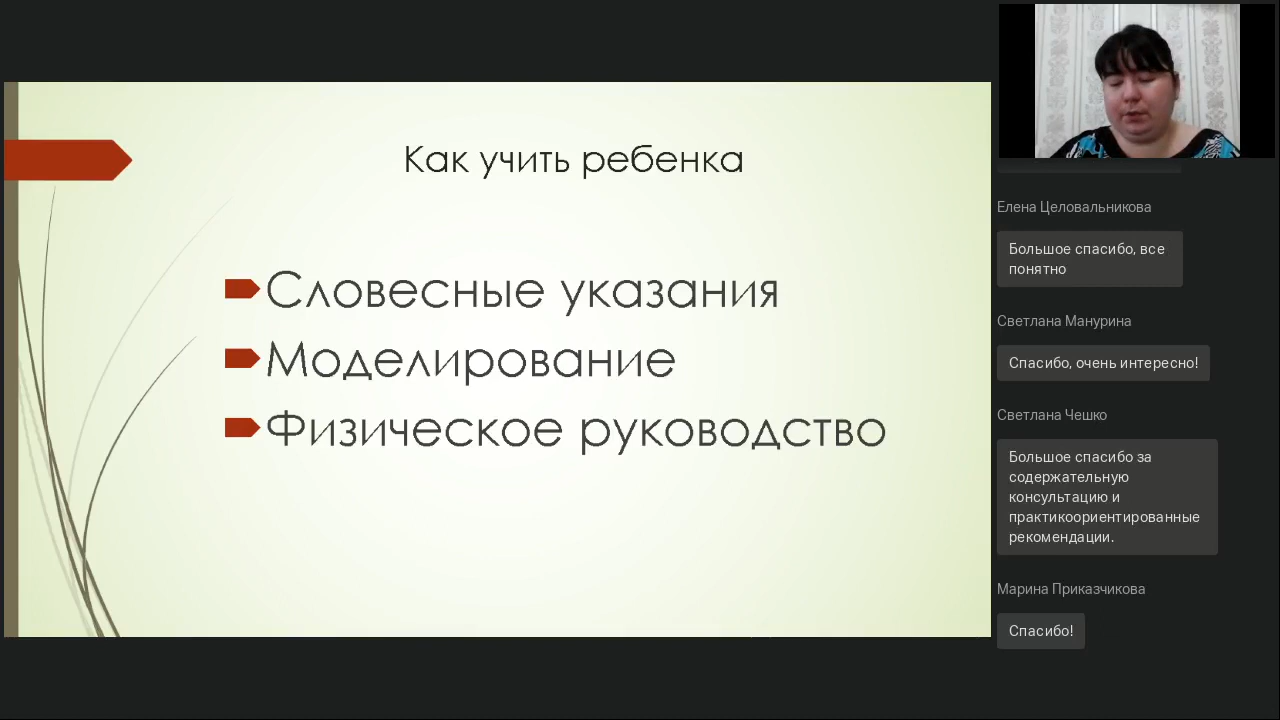 Как учить ребенка
Словесные указания
Моделирование
Физическое руководство
Елена Целовальникова
Большое спасибо, все
понятно
Светлана Манурина
Спасибо, очень интересно!
Светлана Чешко
Большое спасибо за
содержательную
консультацию и
практикоориентированные
рекомендации.
Марина Приказчикова
Спасибо!